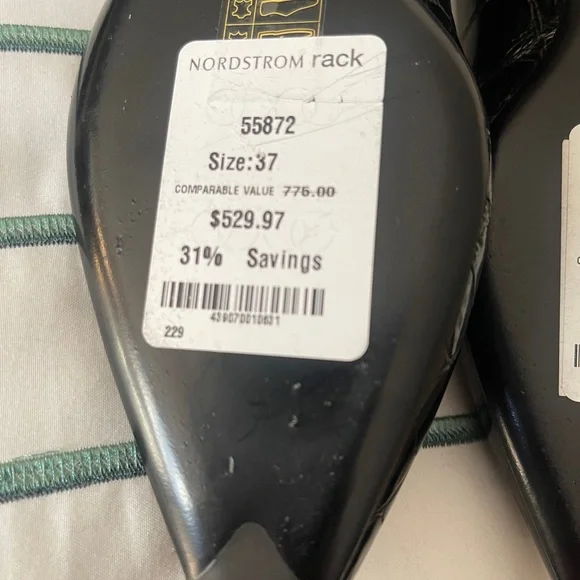 NORDSTROM rack
55872
Size:37
COMPARABLE VALUE 775.00
$529.97
31% Savings
439070010631
229